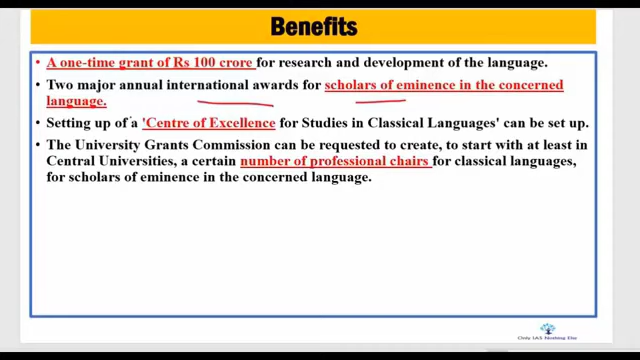 Benefits
• A one-time grant of Rs 100 crore for research and development of the language.
• Two major annual international awards for scholars of eminence in the concerned
language.
• Setting up of a 'Centre of Excellence for Studies in Classical Languages' can be set up.
• The University Grants Commission can be requested to create, to start with at least in
Central Universities, a certain number of professional chairs for classical languages,
for scholars of eminence in the concerned language.
Only IAS Nothing Else